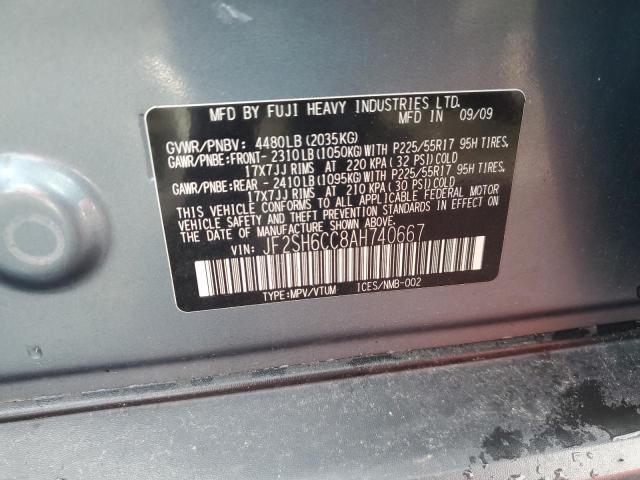 MFD BY FUJI HEAVY INDUSTRIES LTD.
MFD IN 09/09
GVWR/PNBV: 4480LB (2035KG)
GAWR/PNBE:FRONT- 2310LB(1050KG)WITH P225/55R17 95H TIRES,
17X7JJ RIMS AT 220 KPA (32 PSI)COLD
GAWR/PNBE:REAR - 2410LB(1095KG)WITH P225/55R17 95H TIRES,
17X7JJ RIMS AT 210 KPA (30 PSI)COLD
THIS VEHICLE CONFORMS TO ALL APPLICABLE FEDERAL MOTOR
VEHICLE SAFETY AND THEFT PREVENTION STANDARDS IN EFFECT ON
THE DATE OF MANUFACTURE SHOWN ABOVE.
VIN: JF2SH6CC8AH740667
TYPE:MPV/VTUM ICES/NMB-002